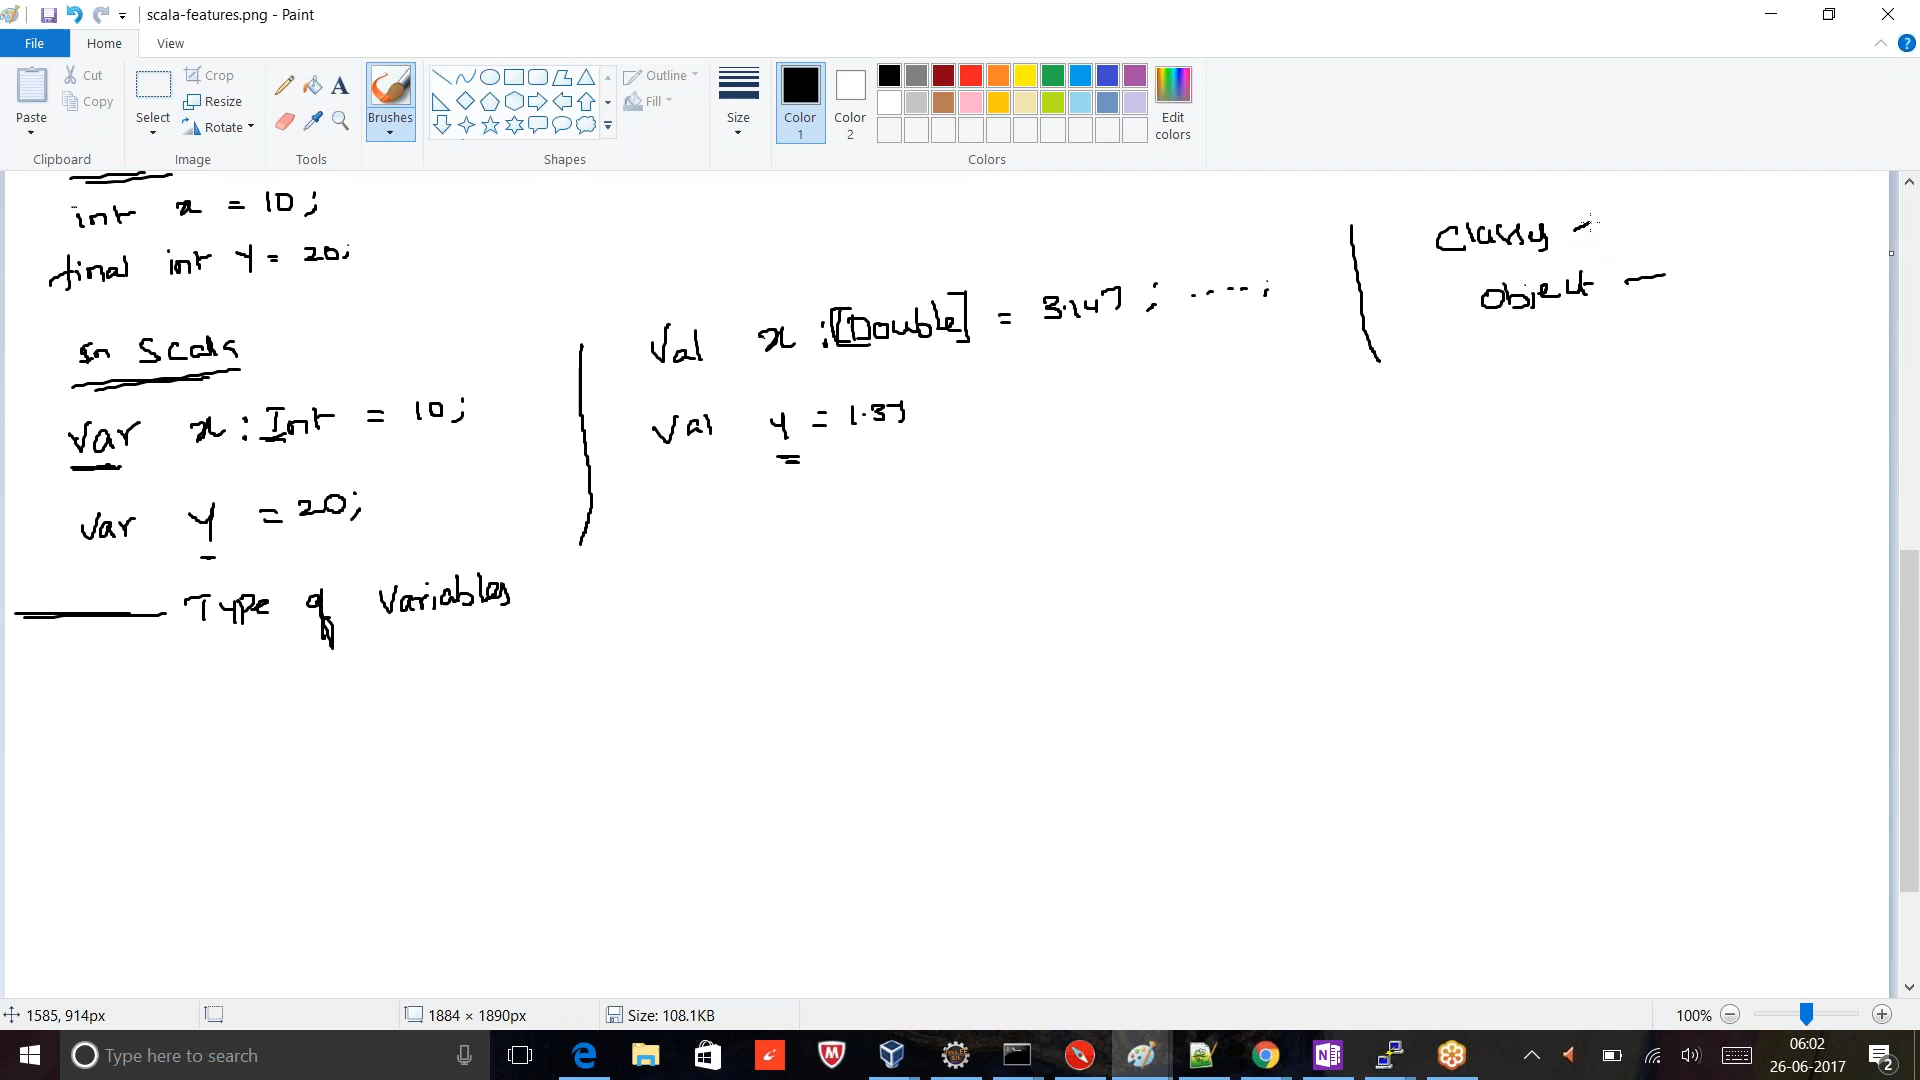 scala-features.png - Paint
File Home View
Paste
Cut
Copy
Clipboard
Select
Crop
Resize
Rotate
Image
Tools
Brushes
Shapes
Outline
Fill
Size
Color 1
Color 2
Edit colors
Colors
int x = 10;
final int y = 20;
In Scala
var x : Int = 10;
var y = 20;
Type of Variables
Val x : [Double] = 3.147 ; ..... ;
Val y = 1.37
Classes -
Object -
1585, 914px
1884 × 1890px
Size: 108.1KB
100%
Type here to search
06:02
26-06-2017
2